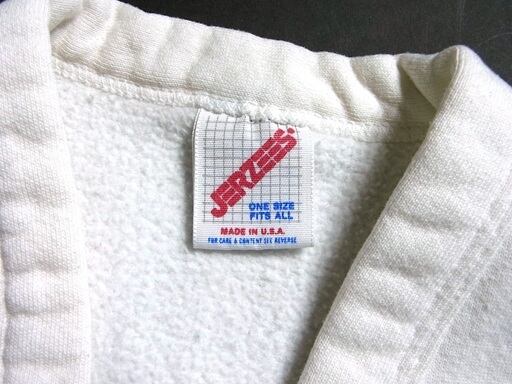 JERZEES
ONE SIZE
FITS ALL
MADE IN U.S.A.
FOR CARE & CONTENT SEE REVERSE